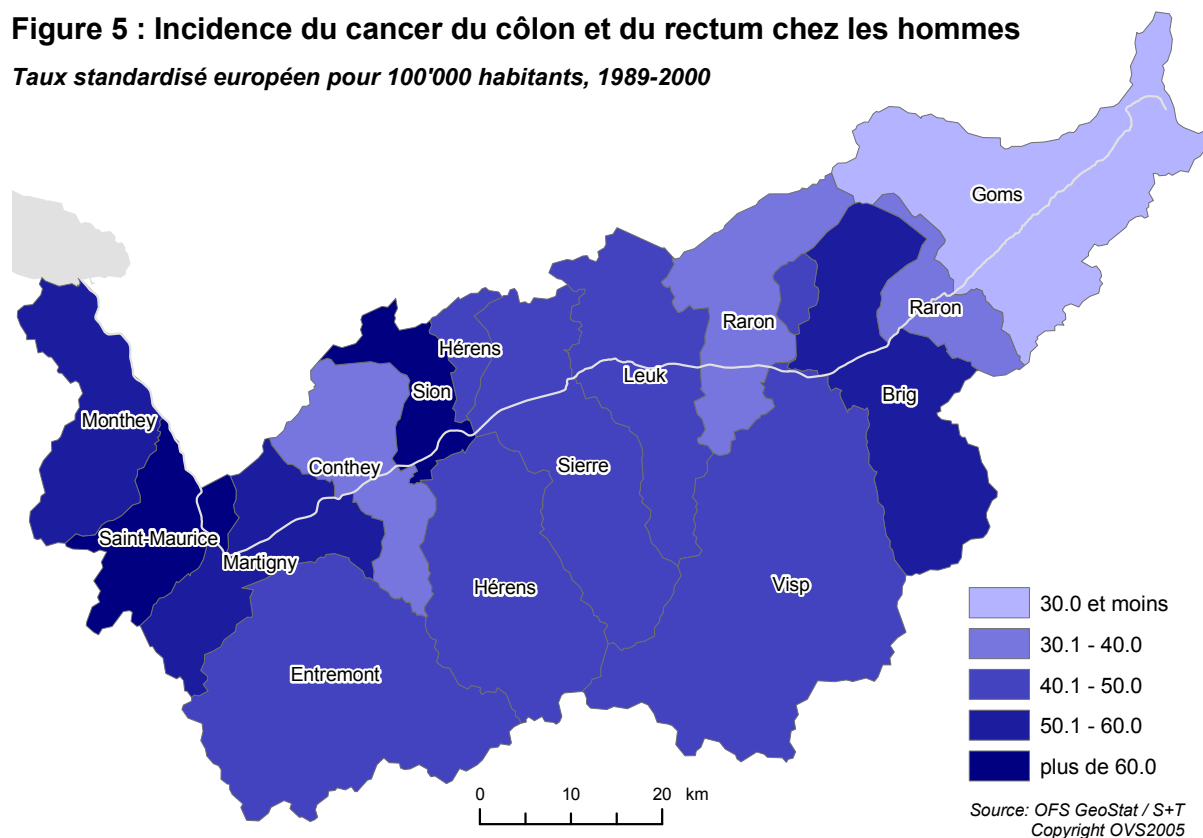 Figure 5 : Incidence du cancer du côlon et du rectum chez les hommes
Taux standardisé européen pour 100'000 habitants, 1989-2000
Goms
Raron
Raron
Hérens
Leuk
Brig
Sion
Monthey
Conthey
Sierre
Saint-Maurice
Martigny
Hérens
Visp
Entremont
30.0 et moins
30.1 - 40.0
40.1 - 50.0
50.1 - 60.0
plus de 60.0
0 10 20 km
Source: OFS GeoStat / S+T
Copyright OVS2005